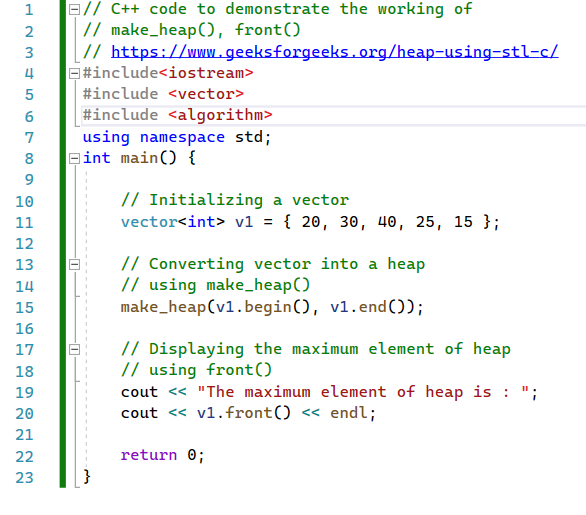 1 // C++ code to demonstrate the working of
2 // make_heap(), front()
3 // https://www.geeksforgeeks.org/heap-using-stl-c/
4 #include<iostream>
5 #include <vector>
6 #include <algorithm>
7 using namespace std;
8 int main() {
9
10     // Initializing a vector
11     vector<int> v1 = { 20, 30, 40, 25, 15 };
12
13     // Converting vector into a heap
14     // using make_heap()
15     make_heap(v1.begin(), v1.end());
16
17     // Displaying the maximum element of heap
18     // using front()
19     cout << "The maximum element of heap is : ";
20     cout << v1.front() << endl;
21
22     return 0;
23 }